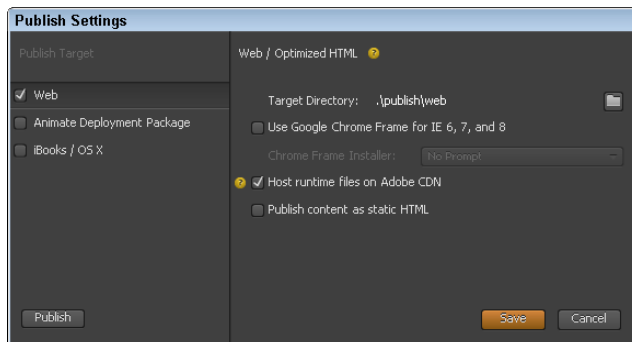 Publish Settings
Publish Target
Web
Animate Deployment Package
iBooks / OS X
Publish
Web / Optimized HTML ?
Target Directory: .\publish\web
Use Google Chrome Frame for IE 6, 7, and 8
Chrome Frame Installer: No Prompt
? Host runtime files on Adobe CDN
Publish content as static HTML
Save Cancel